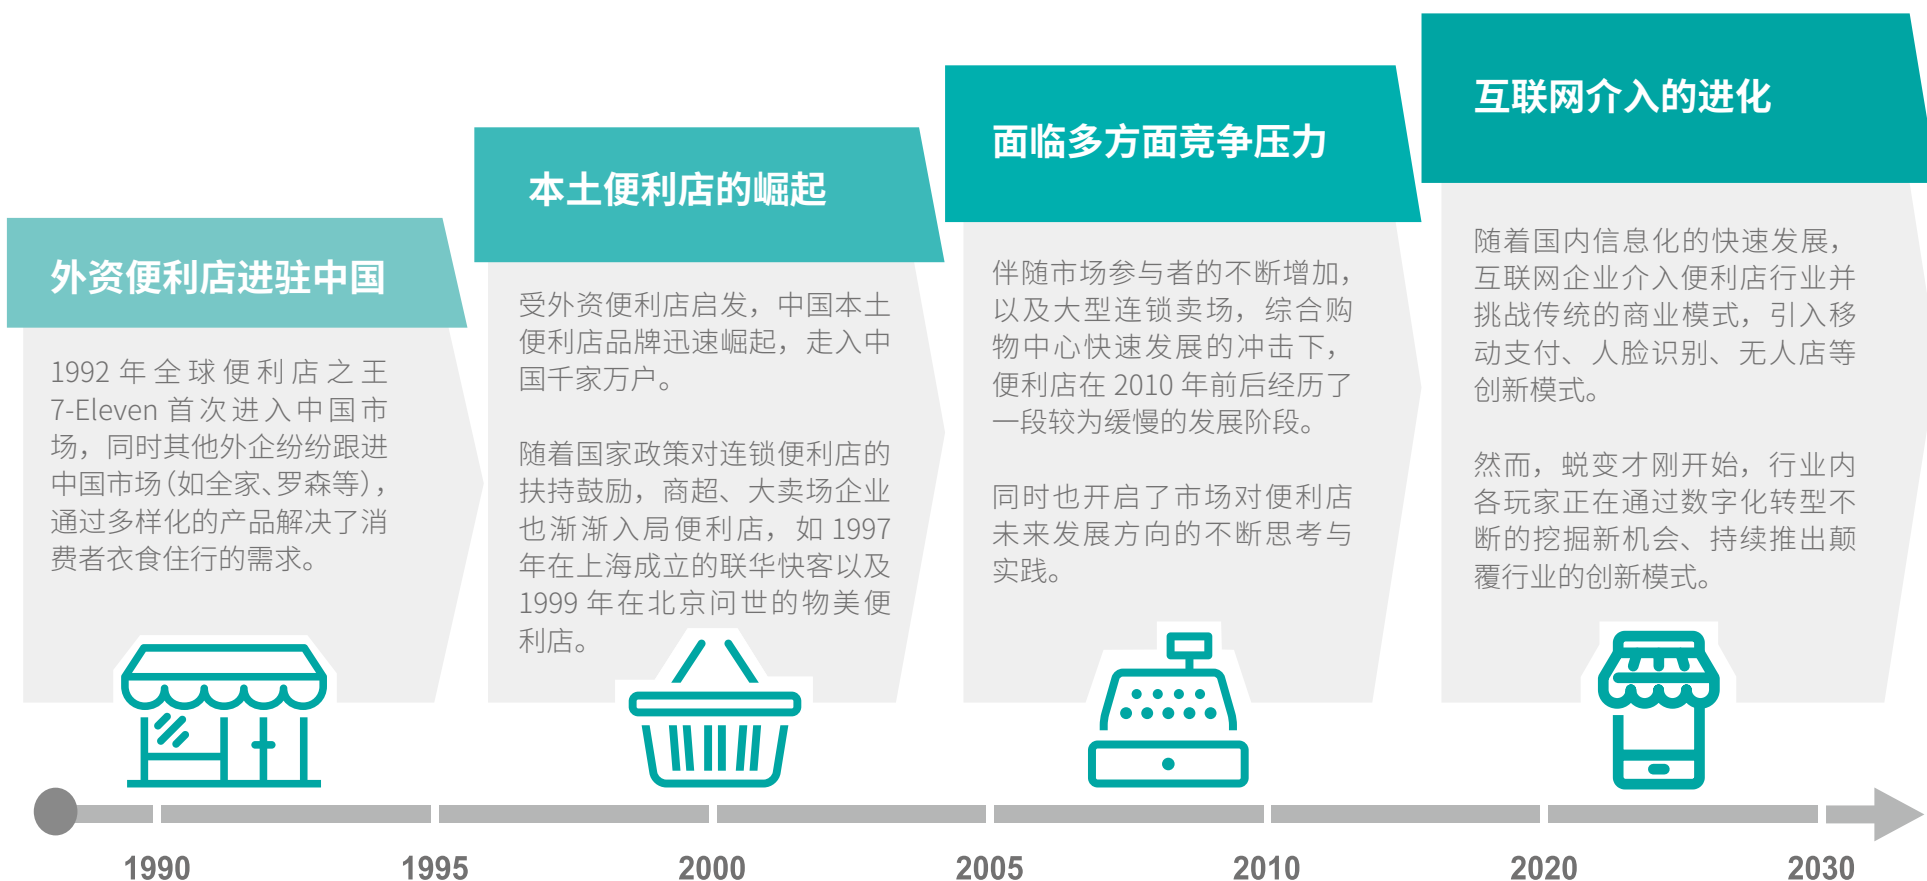 外资便利店进驻中国
1992 年全球便利店之王
7-Eleven 首次进入中国市
场，同时其他外企纷纷跟进
中国市场（如全家、罗森等），
通过多样化的产品解决了消
费者衣食住行的需求。
本土便利店的崛起
受外资便利店启发，中国本土
便利店品牌迅速崛起，走入中
国千家万户。
随着国家政策对连锁便利店的
扶持鼓励，商超、大卖场企业
也渐渐入局便利店，如 1997
年在上海成立的联华快客以及
1999 年在北京问世的物美便
利店。
面临多方面竞争压力
伴随市场参与者的不断增加，
以及大型连锁卖场，综合购
物中心快速发展的冲击下，
便利店在 2010 年前后经历了
一段较为缓慢的发展阶段。
同时也开启了市场对便利店
未来发展方向的不断思考与
实践。
互联网介入的进化
随着国内信息化的快速发展，
互联网企业介入便利店行业并
挑战传统的商业模式，引入移
动支付、人脸识别、无人店等
创新模式。
然而，蜕变才刚开始，行业内
各玩家正在通过数字化转型不
断的挖掘新机会、持续推出颠
覆行业的创新模式。
1990
1995
2000
2005
2010
2020
2030